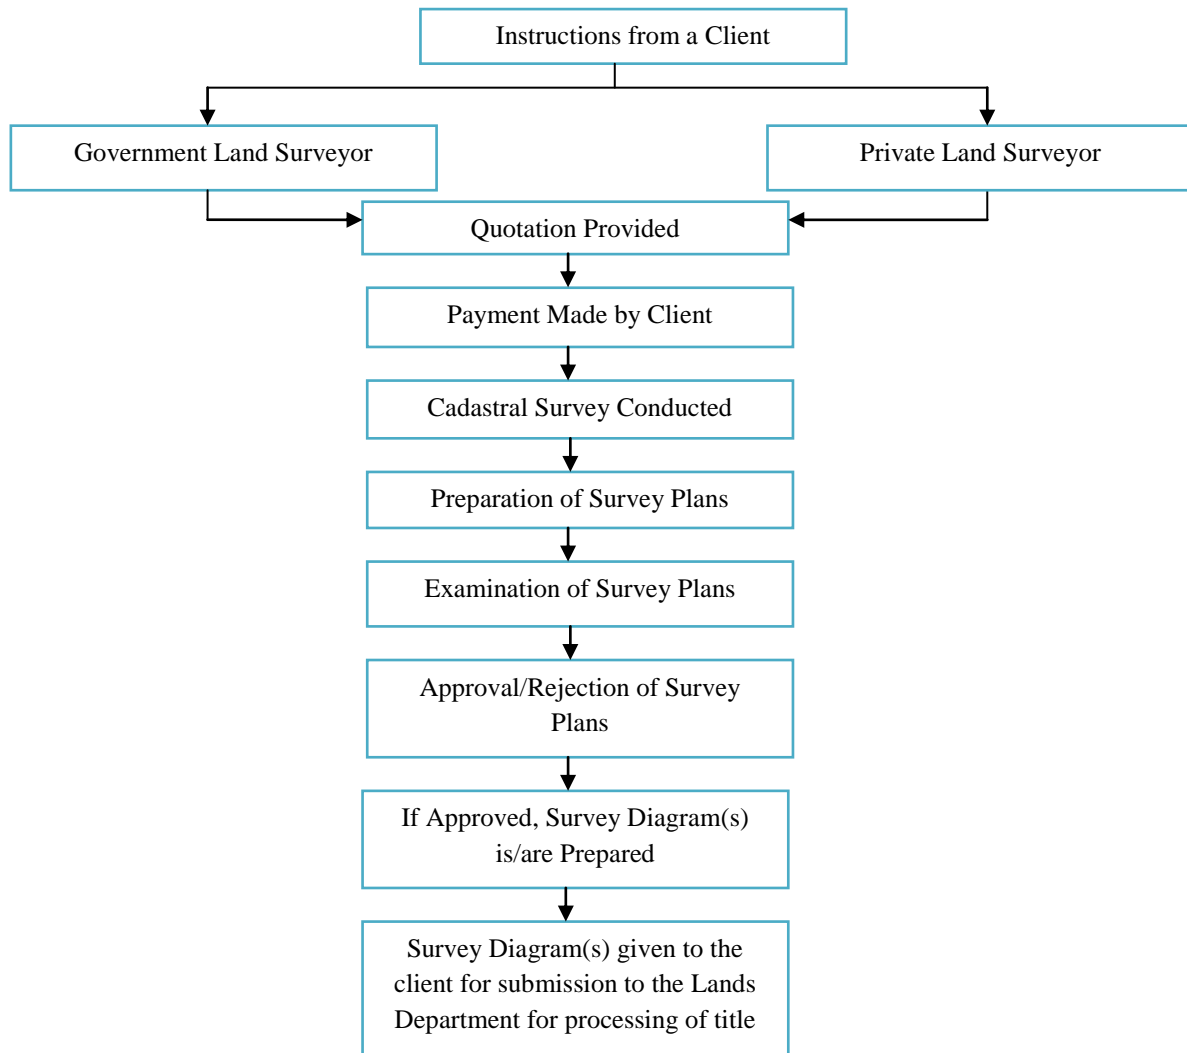 Instructions from a Client
Government Land Surveyor
Private Land Surveyor
Quotation Provided
Payment Made by Client
Cadastral Survey Conducted
Preparation of Survey Plans
Examination of Survey Plans
Approval/Rejection of Survey
Plans
If Approved, Survey Diagram(s)
is/are Prepared
Survey Diagram(s) given to the
client for submission to the Lands
Department for processing of title